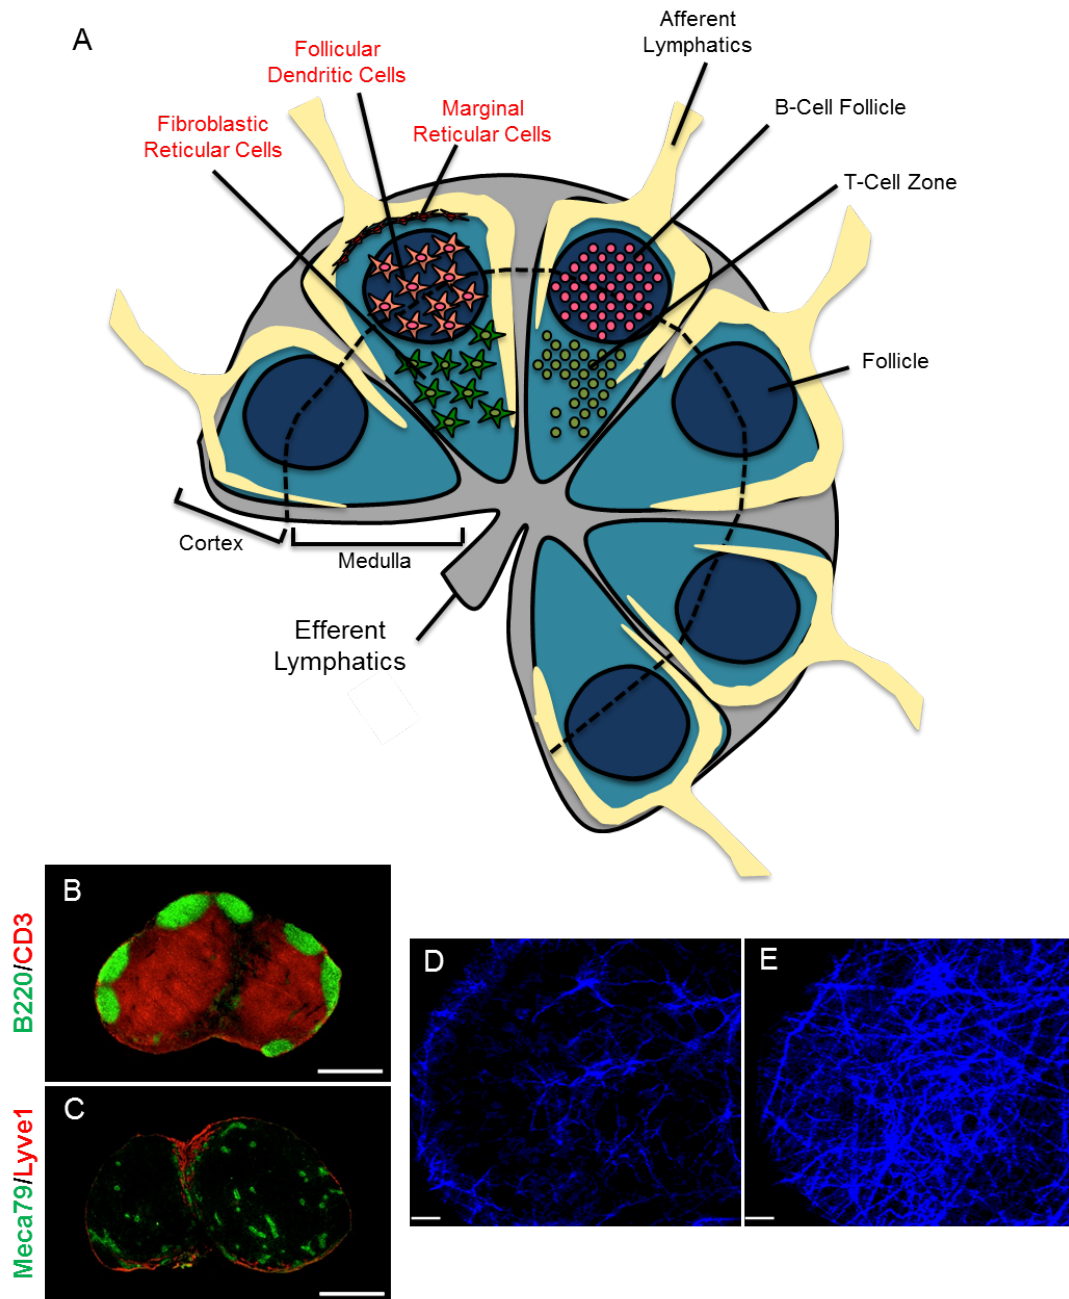 A
Follicular
Dendritic Cells
Fibroblastic
Reticular Cells
Marginal
Reticular Cells
Afferent
Lymphatics
B-Cell Follicle
T-Cell Zone
Follicle
Cortex
Medulla
Efferent
Lymphatics
B220/CD3
B
Meca79/Lyve1
C
D
E